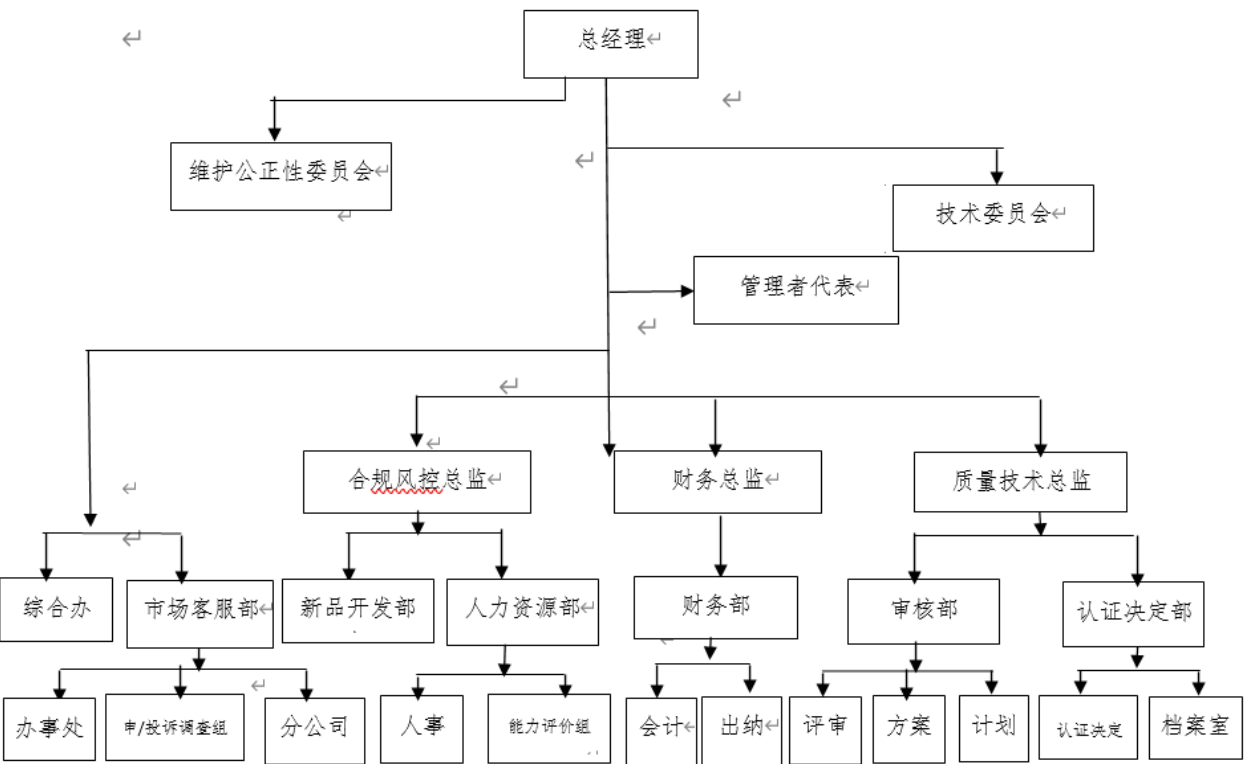 总经理
维护公正性委员会
技术委员会
管理者代表
合规风控总监
财务总监
质量技术总监
综合办
市场客服部
新品开发部
人力资源部
财务部
审核部
认证决定部
办事处
申/投诉调查组
分公司
人事
能力评价组
会计
出纳
评审
方案
计划
认证决定
档案室